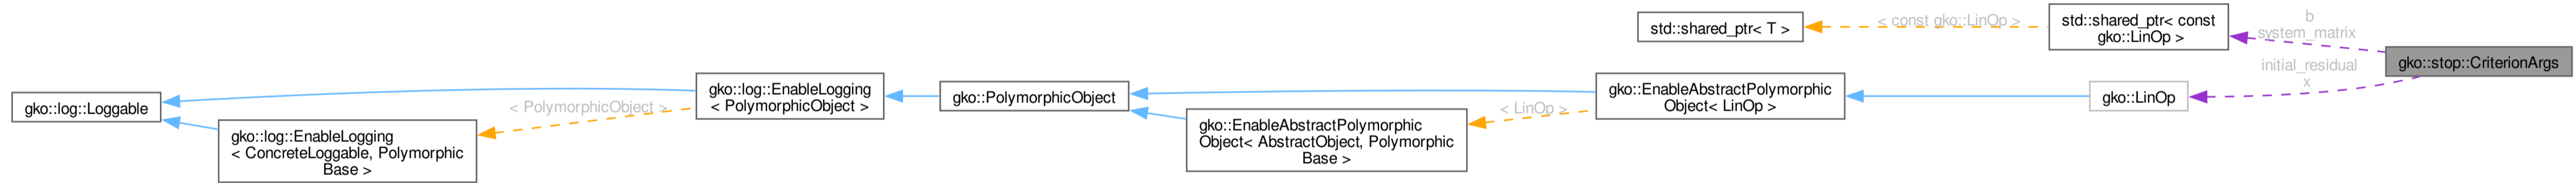 gko::log::Loggable
gko::log::EnableLogging
< ConcreteLoggable, Polymorphic
Base >
< PolymorphicObject >
gko::log::EnableLogging
< PolymorphicObject >
gko::PolymorphicObject
gko::EnableAbstractPolymorphic
Object< AbstractObject, Polymorphic
Base >
< LinOp >
gko::EnableAbstractPolymorphic
Object< LinOp >
std::shared_ptr< T >
< const gko::LinOp >
std::shared_ptr< const
gko::LinOp >
gko::LinOp
b
system_matrix
initial_residual
x
gko::stop::CriterionArgs